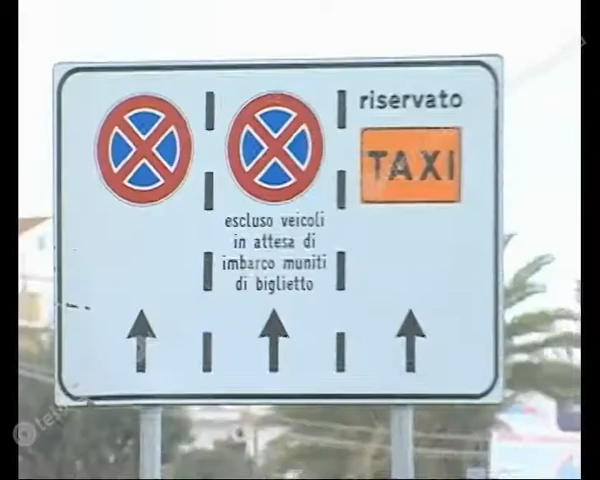 riservato
TAXI
escluso veicoli
in attesa di
imbarco muniti
di biglietto